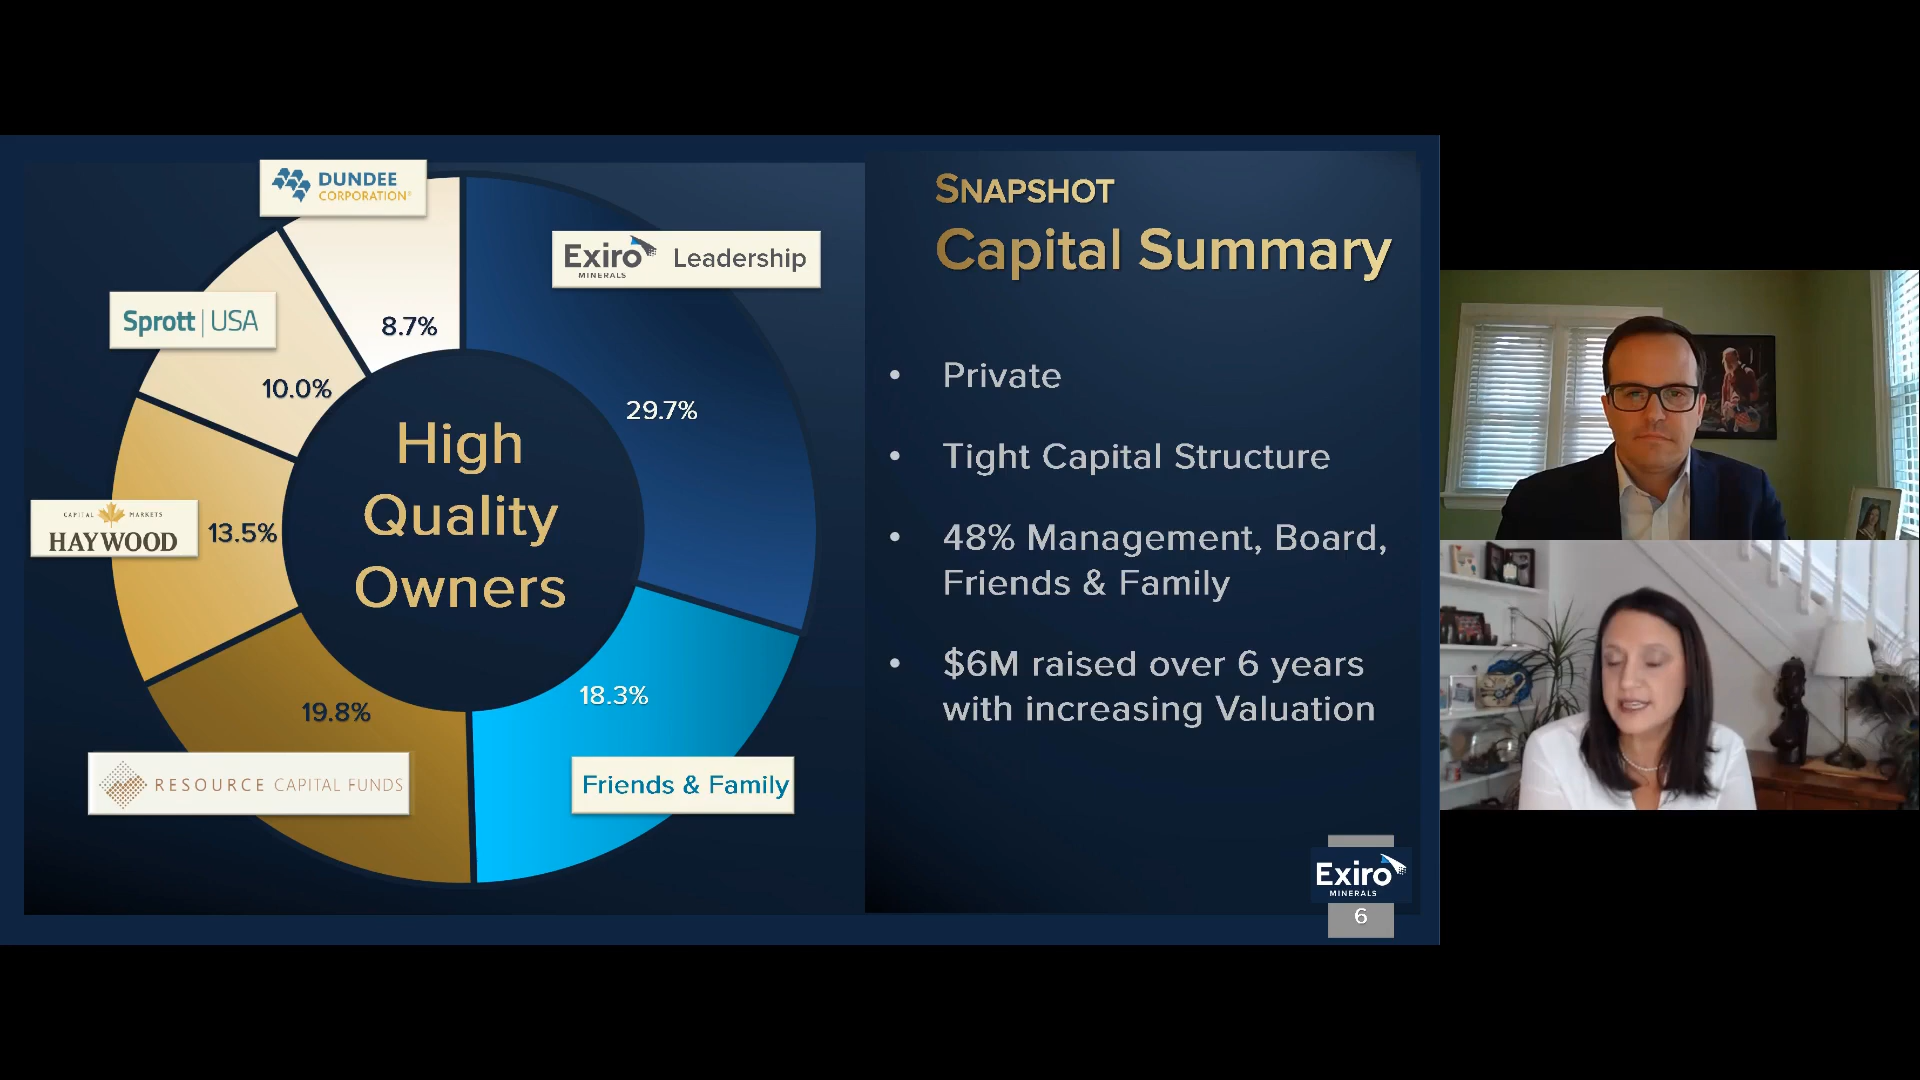 DUNDEE
CORPORATION®
Exiro Leadership
MINERALS
Sprott | USA
8.7%
10.0%
29.7%
High
Quality
Owners
CAPITAL MARKETS
HAYWOOD
13.5%
18.3%
19.8%
RESOURCE CAPITAL FUNDS
Friends & Family
SNAPSHOT
Capital Summary
• Private
• Tight Capital Structure
• 48% Management, Board,
Friends & Family
• $6M raised over 6 years
with increasing Valuation
Exiro
MINERALS
6